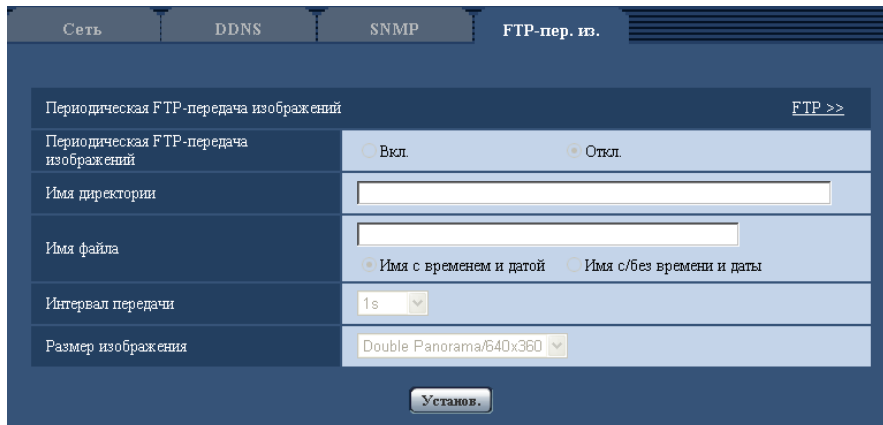 Сеть DDNS SNMP FTP-пер. из.
Периодическая FTP-передача изображений FTP >>
Периодическая FTP-передача
изображений
Вкл. Откл.
Имя директории
Имя файла
Имя с временем и датой Имя с/без времени и даты
Интервал передачи 1s
Размер изображения Double Panorama/640x360
Установ.